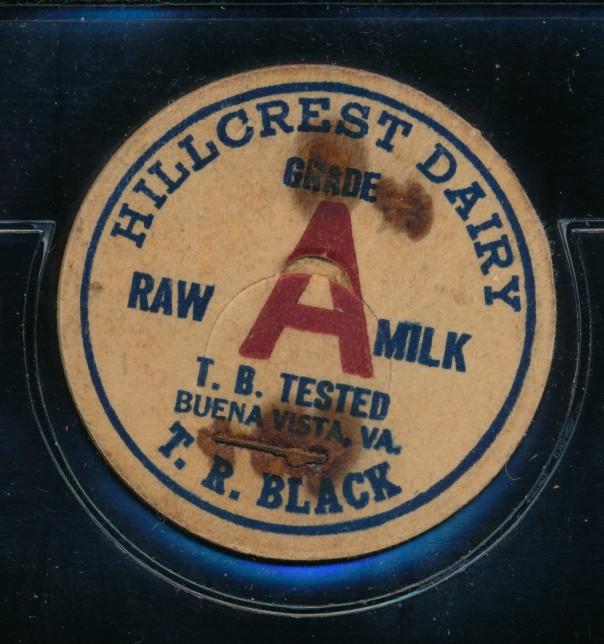 HILLCREST DAIRY
GRADE
A
RAW MILK
T. B. TESTED
BUENA VISTA, VA.
T. R. BLACK